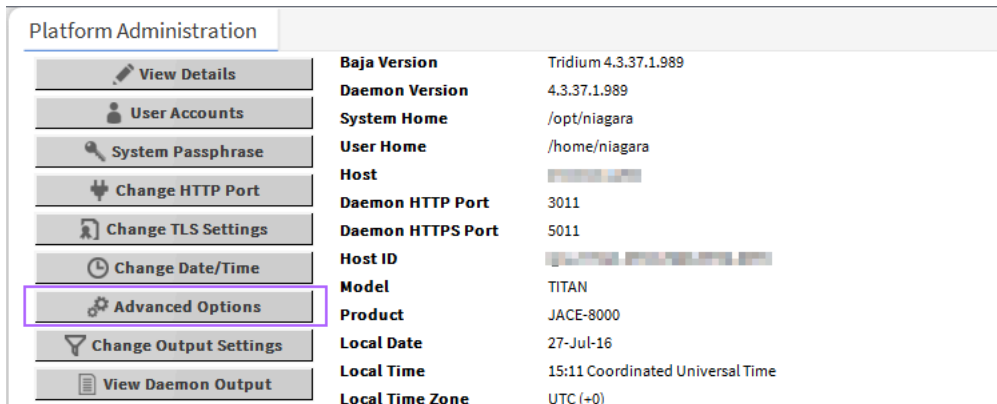 Platform Administration
View Details
User Accounts
System Passphrase
Change HTTP Port
Change TLS Settings
Change Date/Time
Advanced Options
Change Output Settings
View Daemon Output
Baja Version Tridium 4.3.37.1.989
Daemon Version 4.3.37.1.989
System Home /opt/niagara
User Home /home/niagara
Host
Daemon HTTP Port 3011
Daemon HTTPS Port 5011
Host ID
Model TITAN
Product JACE-8000
Local Date 27-Jul-16
Local Time 15:11 Coordinated Universal Time
Local Time Zone UTC (+0)